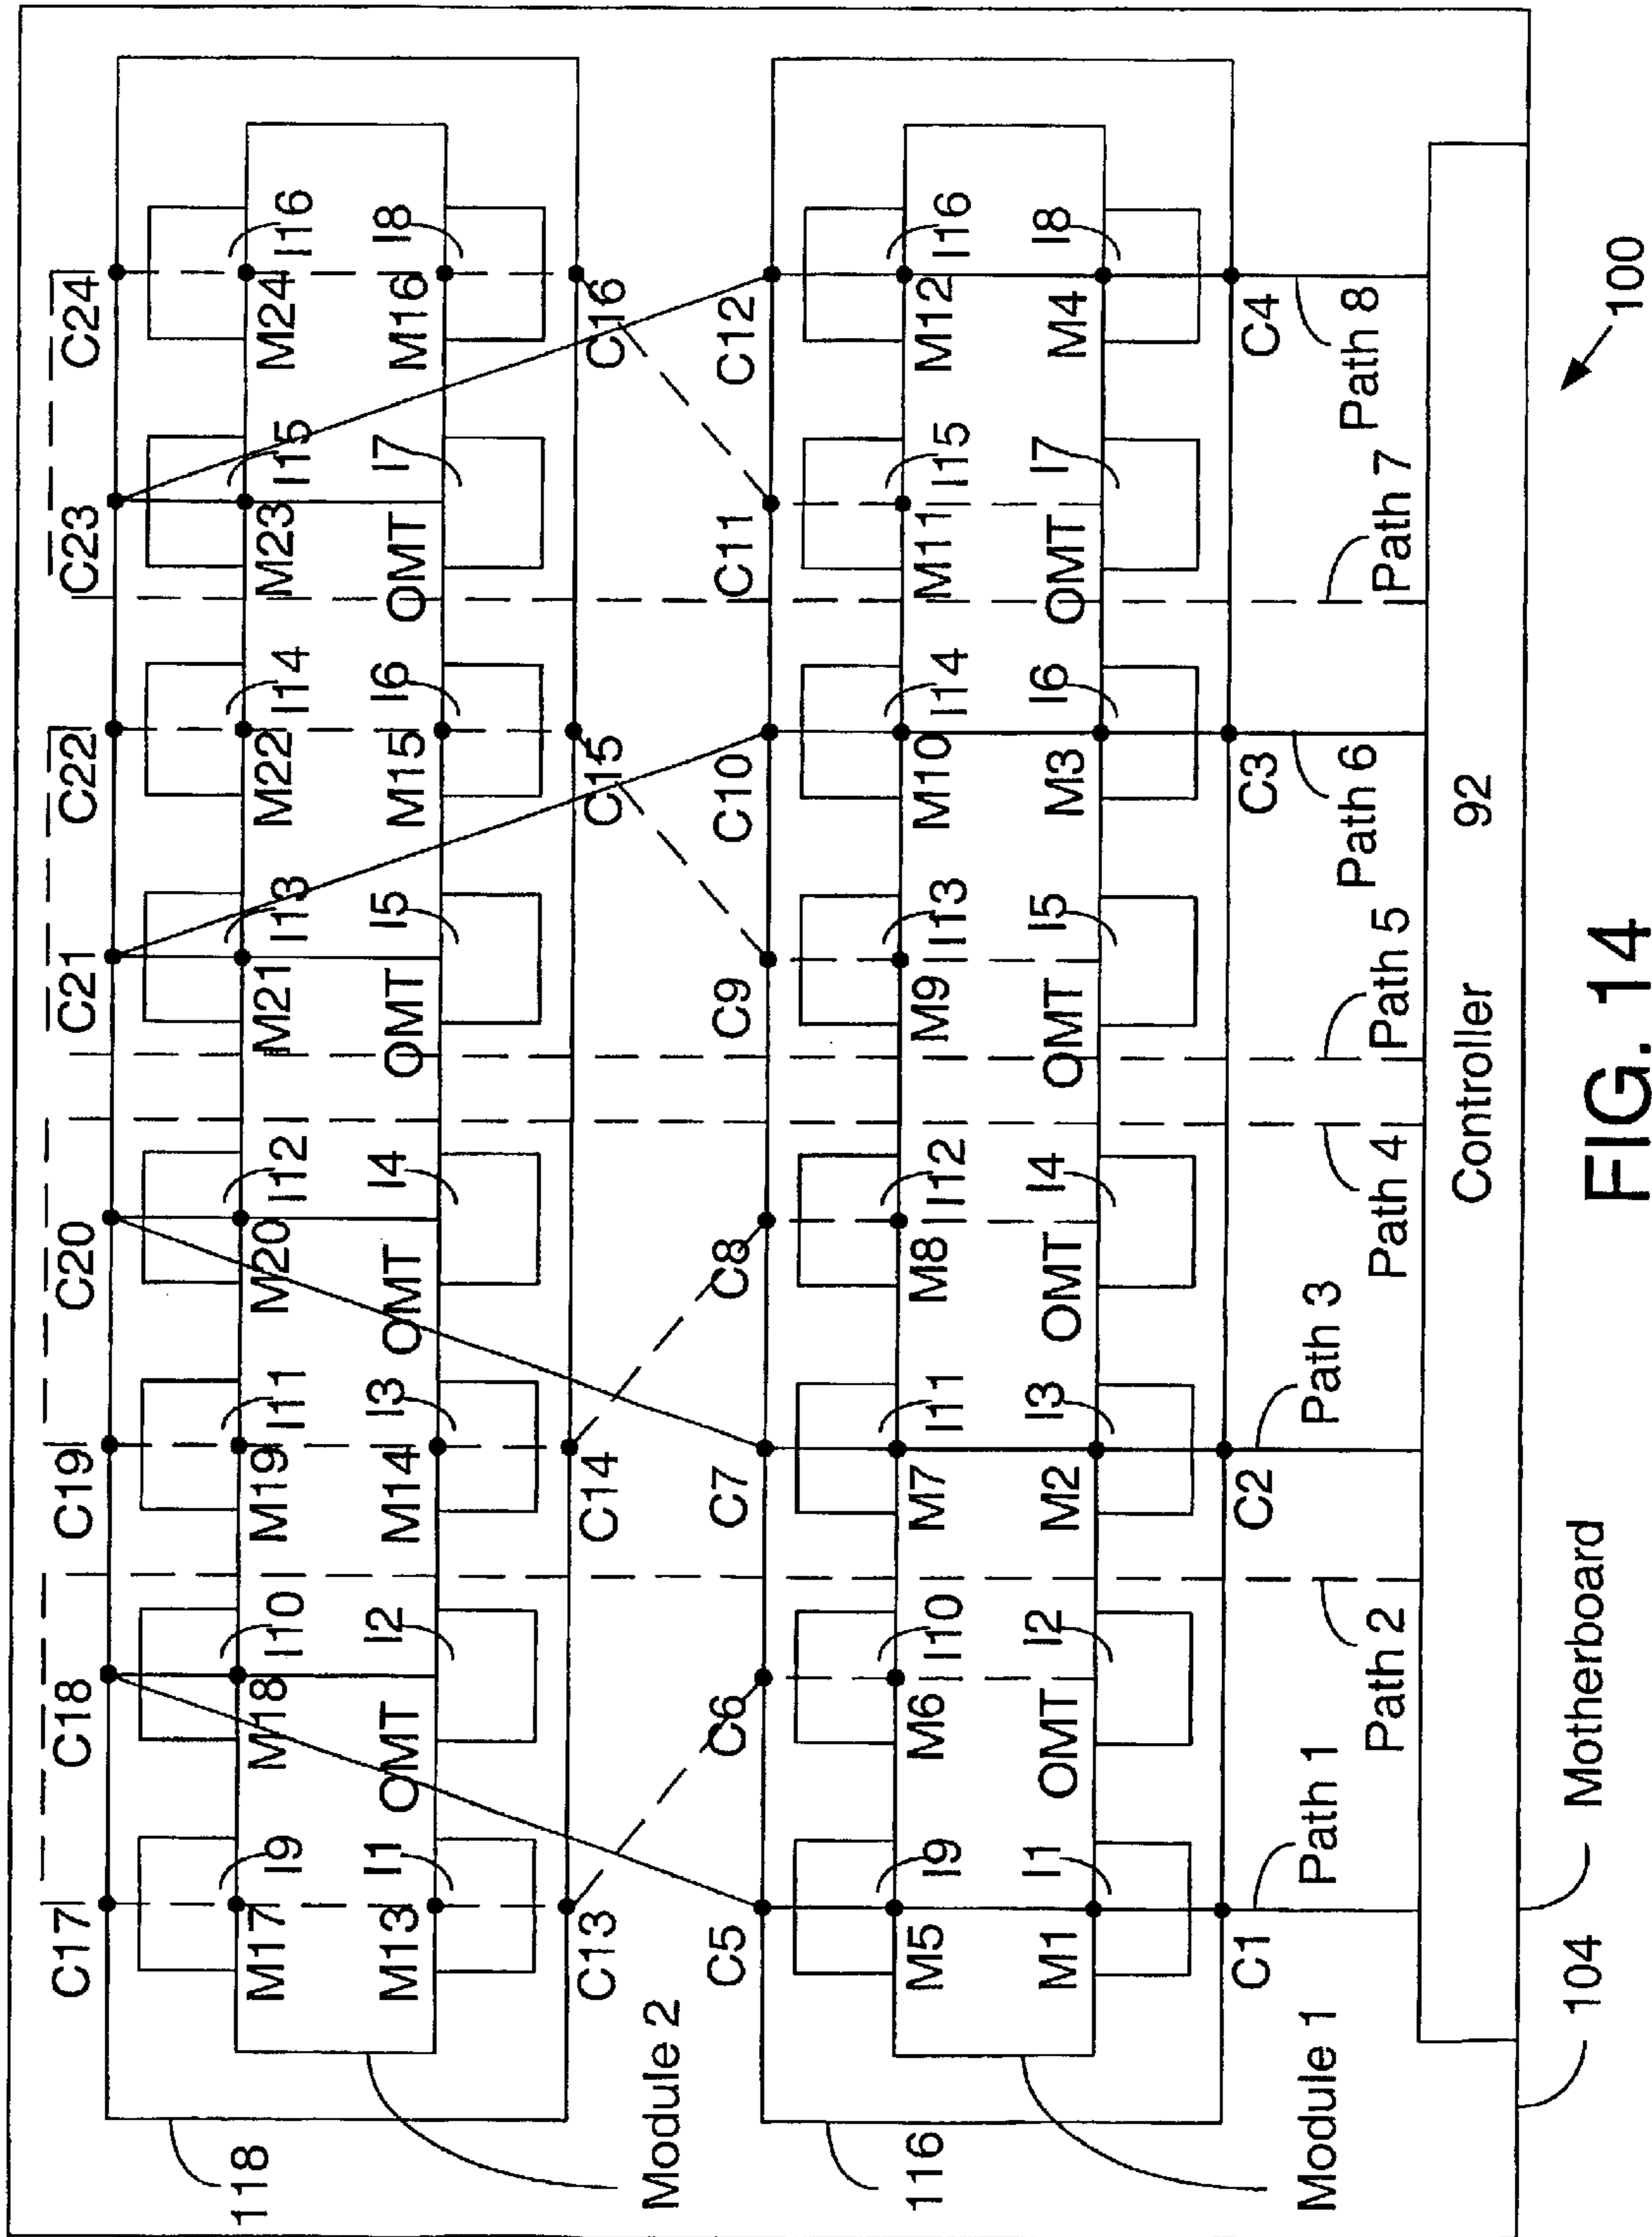 C17 C18 C19 C20 C21 C22 C23 C24
I9 I10 I11 I12 I13 I14 I15 I16
M17 M18 M19 M20 M21 M22 M23 M24
I1 I2 I3 I4 I5 I6 I7 I8
M13 OMT M14 OMT OMT M15 OMT M16
C13 C14 C15 C16
118
Module 2
C5 C6 C7 C8 C9 C10 C11 C12
I9 I10 I11 I12 I13 I14 I15 I16
M5 M6 M7 M8 M9 M10 M11 M12
I1 I2 I3 I4 I5 I6 I7 I8
M1 OMT M2 OMT OMT M3 OMT M4
C1 C2 C3 C4
116
Module 1
Path 1
Path 2
Path 3
Path 4
Path 5
Path 6
Path 7
Path 8
Controller 92
104
Motherboard
100
FIG. 14